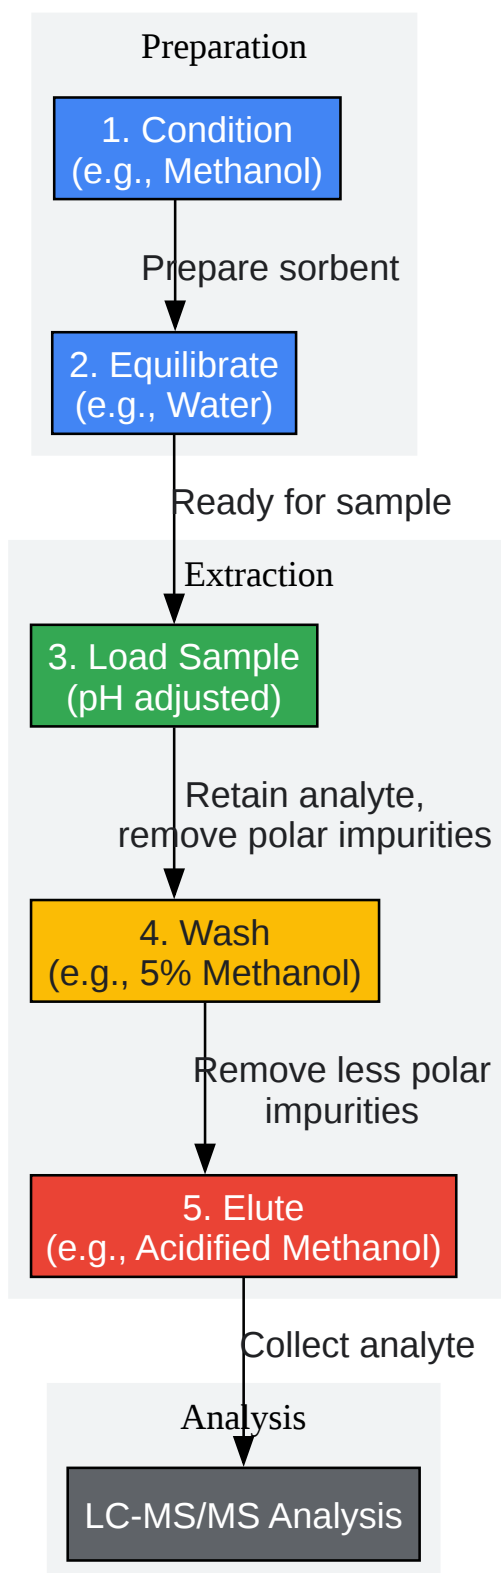 Preparation
1. Condition
(e.g., Methanol)
Prepare sorbent
2. Equilibrate
(e.g., Water)
Ready for sample
Extraction
3. Load Sample
(pH adjusted)
Retain analyte,
remove polar impurities
4. Wash
(e.g., 5% Methanol)
Remove less polar
impurities
5. Elute
(e.g., Acidified Methanol)
Collect analyte
Analysis
LC-MS/MS Analysis